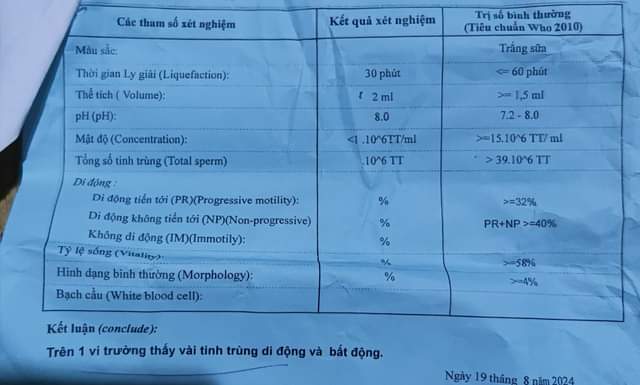 Các tham số xét nghiệm Kết quả xét nghiệm Trị số bình thường
(Tiêu chuẩn Who 2010)
Màu sắc: Trắng sữa
Thời gian Ly giải (Liquefaction): 30 phút <= 60 phút
Thể tích ( Volume): 2 ml >= 1,5 ml
pH (pH): 8.0 7.2 - 8.0
Mật độ (Concentration): <1 .10^6TT/ml >=15.10^6 TT/ ml
Tổng số tinh trùng (Total sperm) .10^6 TT > 39.10^6 TT
Di động :
Di động tiến tới (PR)(Progressive motility): % >=32%
Di động không tiến tới (NP)(Non-progressive) % PR+NP >=40%
Không di động (IM)(Immotily): %
Tỷ lệ sống (Vitality): % >=58%
Hình dạng bình thường (Morphology): % >=4%
Bạch cầu (White blood cell):
Kết luận (conclude):
Trên 1 vi trường thấy vài tinh trùng di động và bất động.
Ngày 19 tháng 8 năm 2024